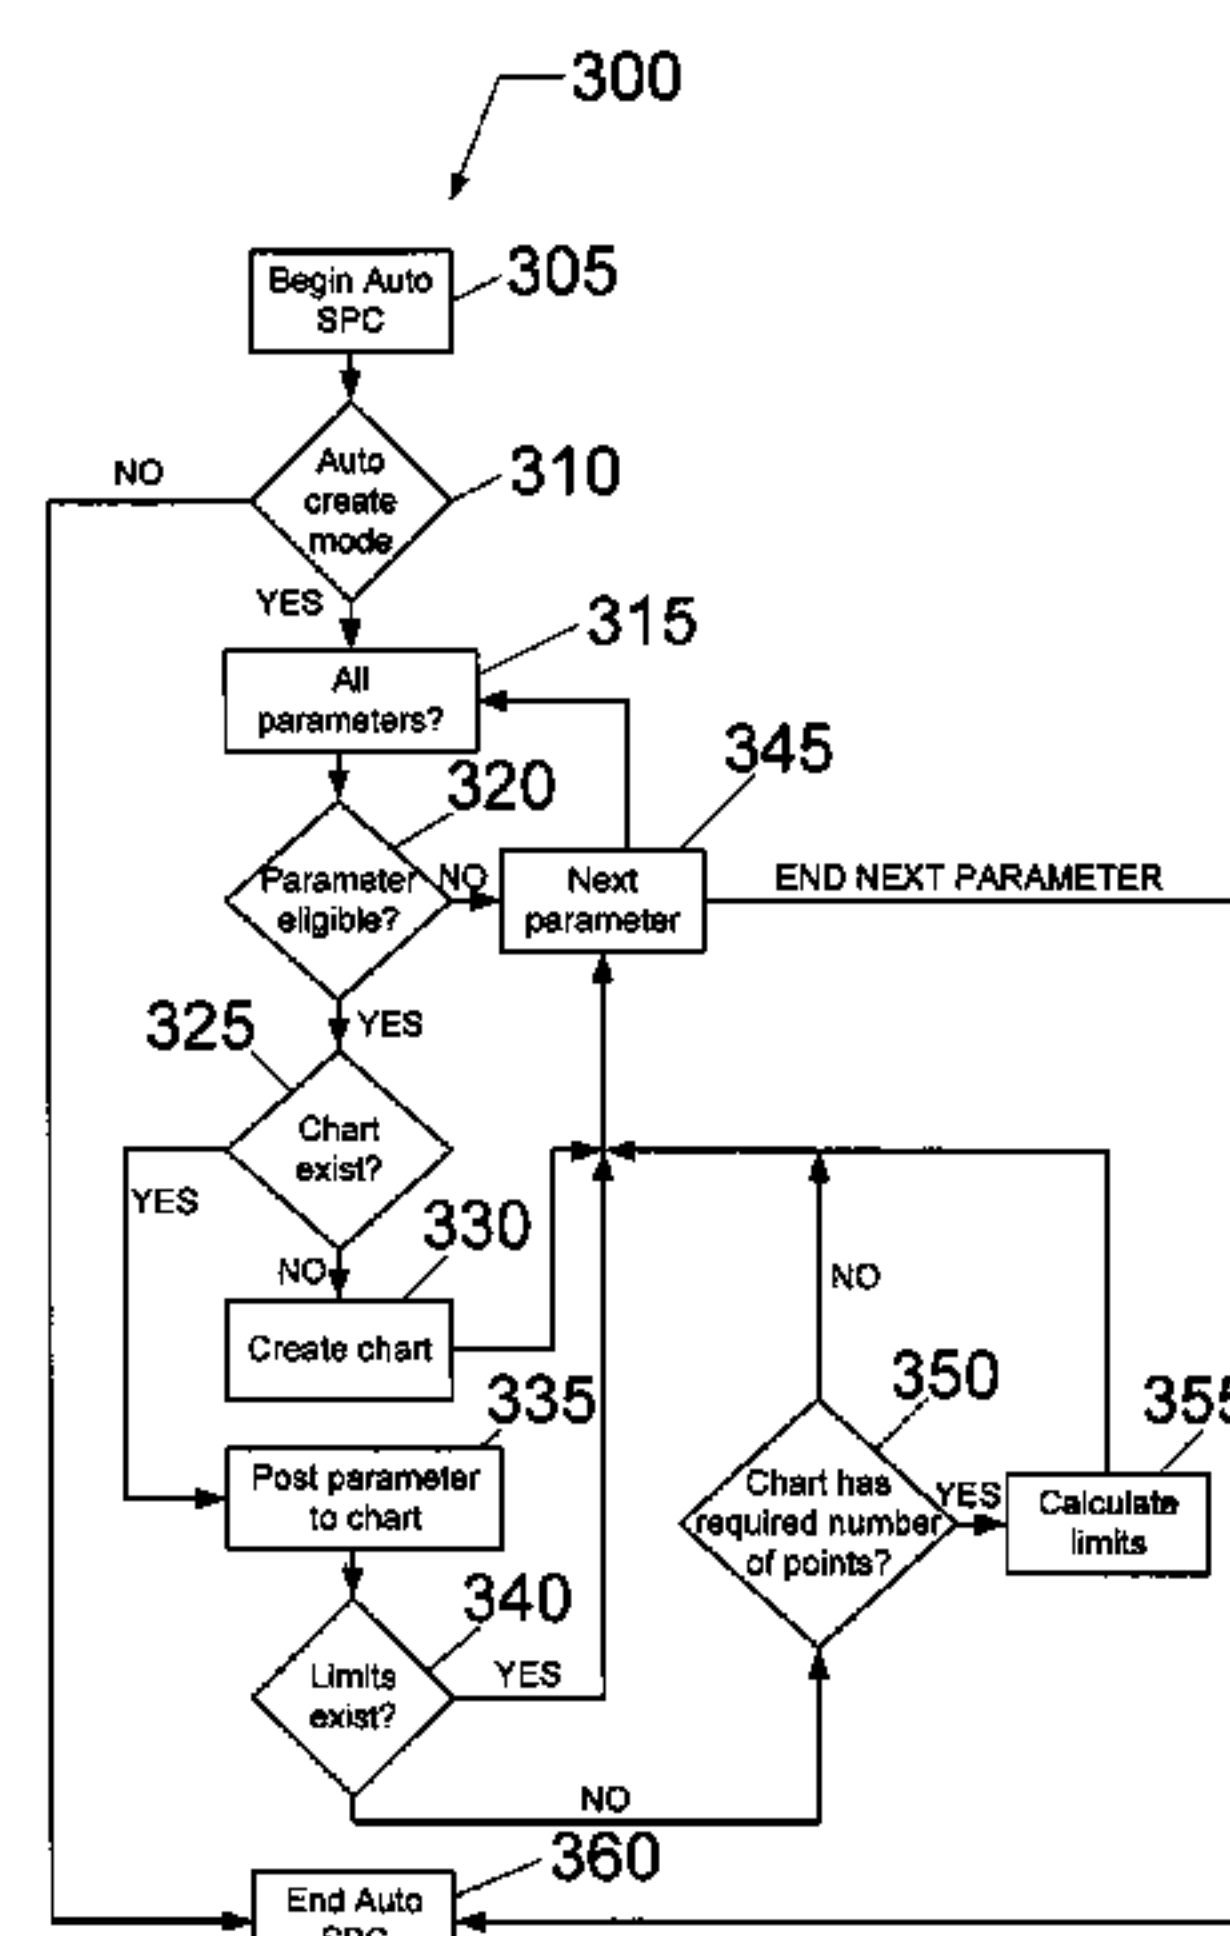 300
Begin Auto
SPC
305
NO
Auto
create
mode
310
YES
315
All
parameters?
320
345
Parameter
eligible?
NO
Next
parameter
END NEXT PARAMETER
325
YES
Chart
exist?
YES
330
NO
NO
Create chart
350
335
355
Post parameter
to chart
Chart has
required number
of points?
YES
Calculate
limits
340
Limits
exist?
YES
NO
360
End Auto
SPC